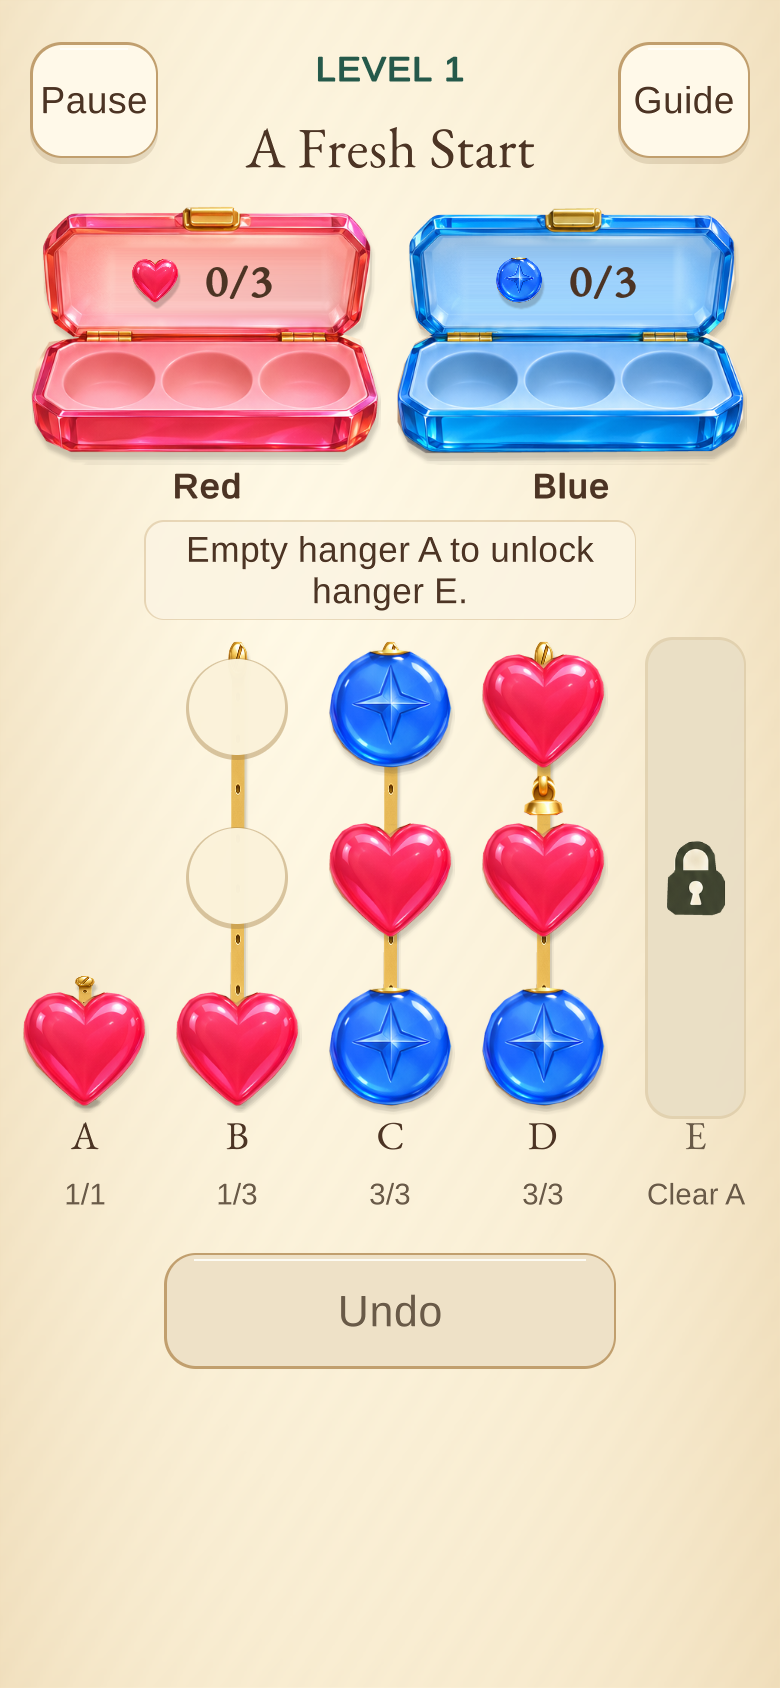 LEVEL 1
Pause
Guide
A Fresh Start
0/3
0/3
Red
Blue
Empty hanger A to unlock
hanger E.
A
B
C
D
E
1/1
1/3
3/3
3/3
Clear A
Undo